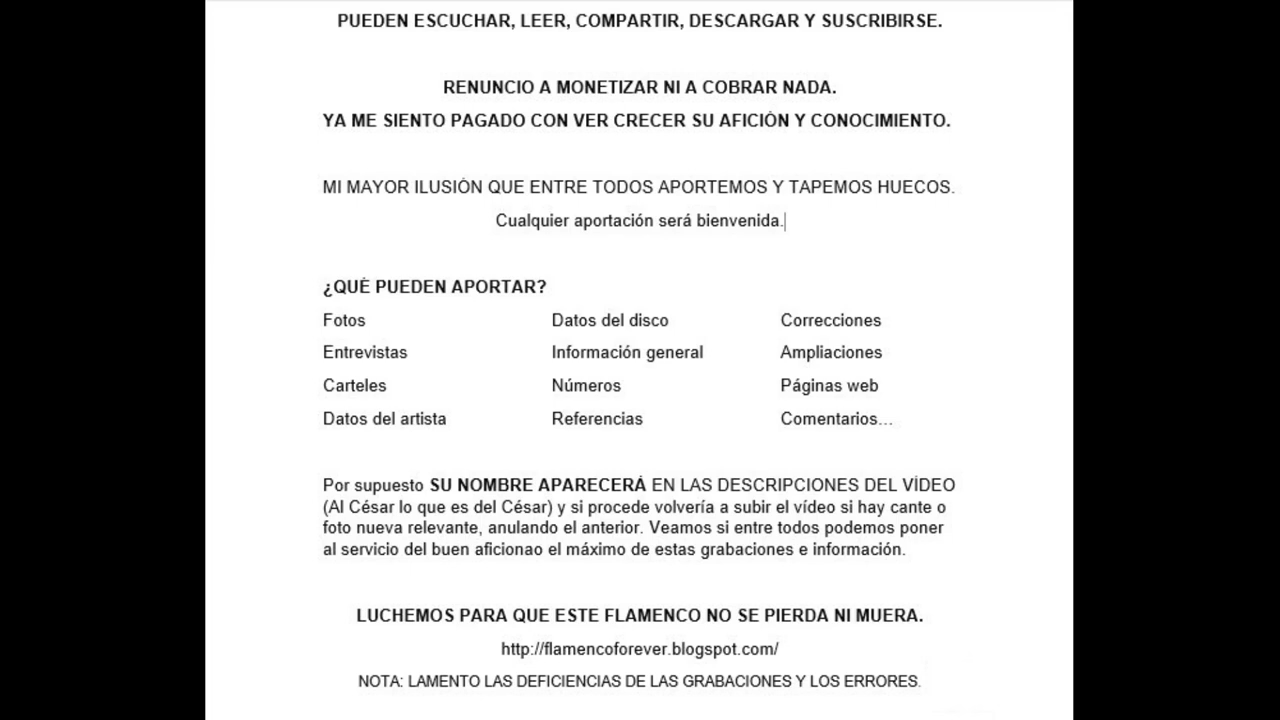 PUEDEN ESCUCHAR, LEER, COMPARTIR, DESCARGAR Y SUSCRIBIRSE.
RENUNCIO A MONETIZAR NI A COBRAR NADA.
YA ME SIENTO PAGADO CON VER CRECER SU AFICIÓN Y CONOCIMIENTO.
MI MAYOR ILUSIÓN QUE ENTRE TODOS APORTEMOS Y TAPEMOS HUECOS.
Cualquier aportación será bienvenida.
¿QUÉ PUEDEN APORTAR?
Fotos Datos del disco Correcciones
Entrevistas Información general Ampliaciones
Carteles Números Páginas web
Datos del artista Referencias Comentarios...
Por supuesto SU NOMBRE APARECERÁ EN LAS DESCRIPCIONES DEL VÍDEO
(Al César lo que es del César) y si procede volvería a subir el vídeo si hay cante o
foto nueva relevante, anulando el anterior. Veamos si entre todos podemos poner
al servicio del buen aficionao el máximo de estas grabaciones e información.
LUCHEMOS PARA QUE ESTE FLAMENCO NO SE PIERDA NI MUERA.
http://flamencoforever.blogspot.com/
NOTA: LAMENTO LAS DEFICIENCIAS DE LAS GRABACIONES Y LOS ERRORES.